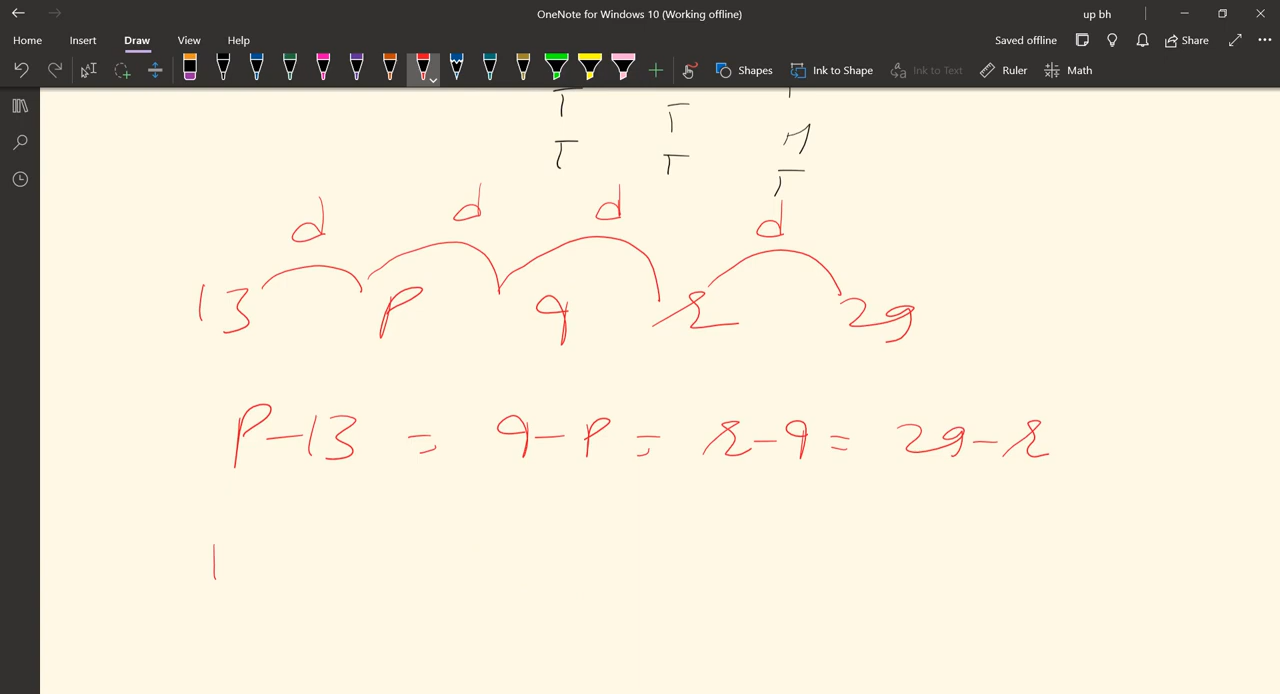 OneNote for Windows 10 (Working offline)
up bh
Home Insert Draw View Help
Saved offline
Share
Shapes
Ink to Shape
Ink to Text
Ruler
Math
T T
M
T T
T
d d d d
13 P q r 29
P-13 = q-P = r-q = 29-r
1